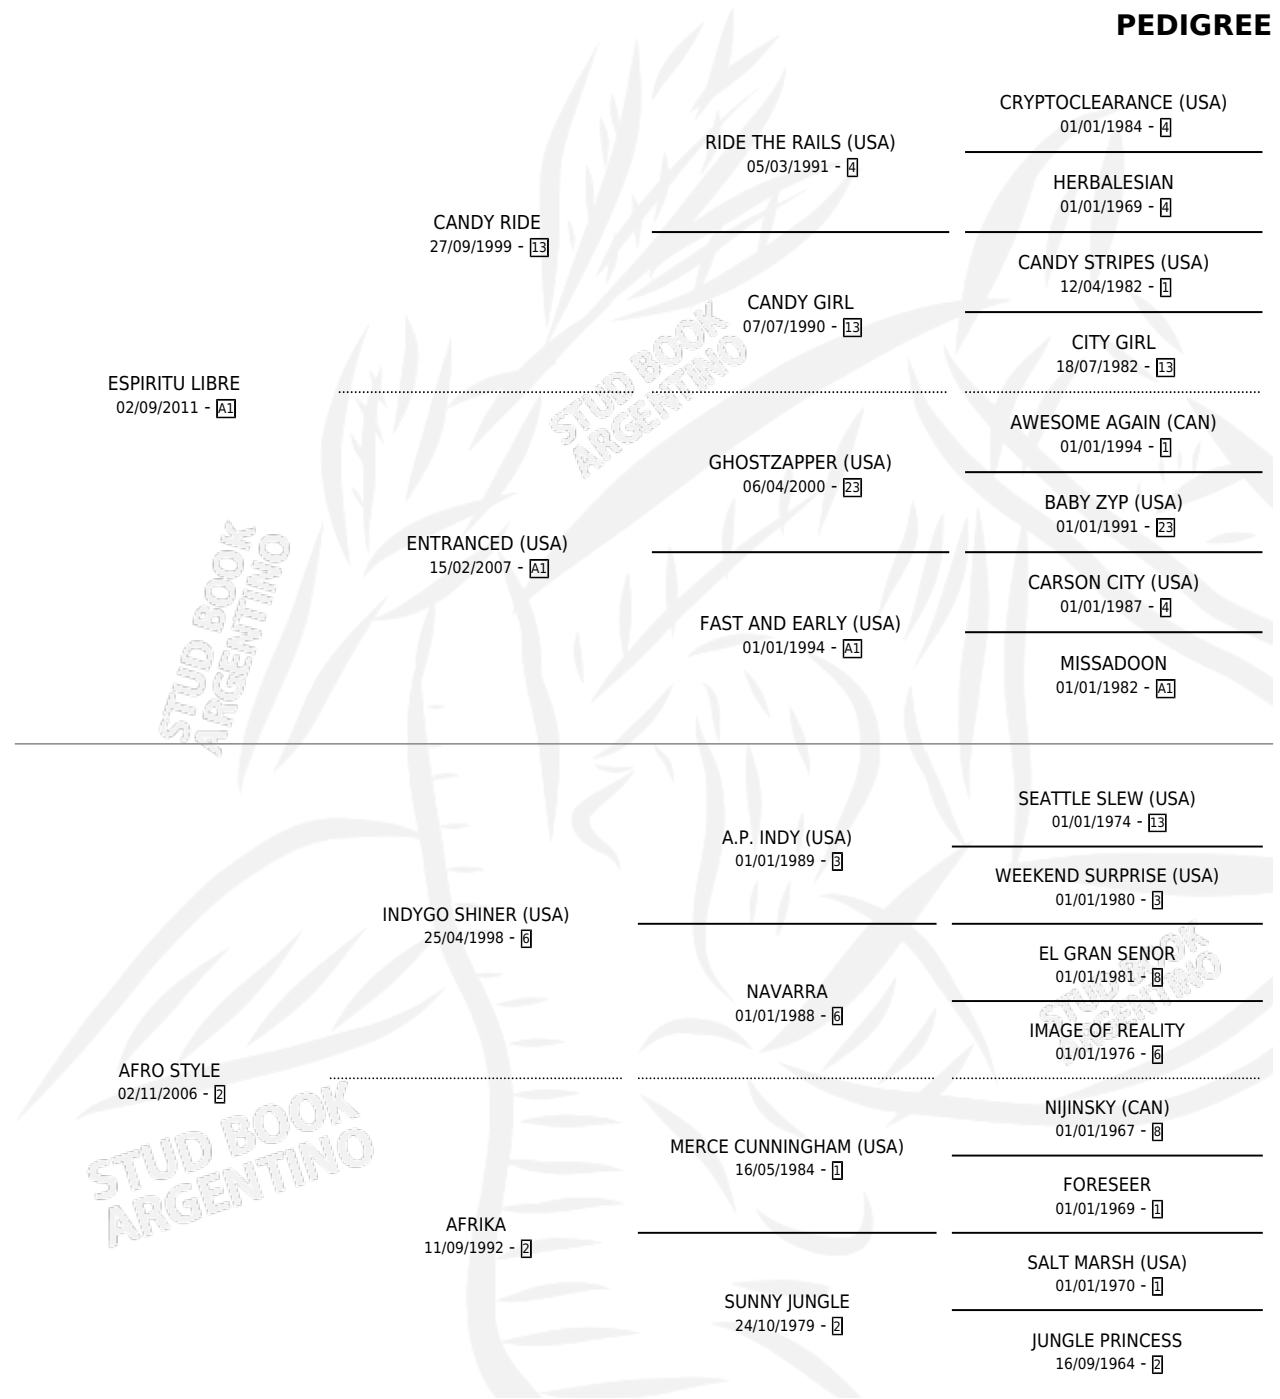 PEDIGREE
CRYPTOCLEARANCE (USA)
01/01/1984 - 4
RIDE THE RAILS (USA)
05/03/1991 - 4
HERBALESIAN
01/01/1969 - 4
CANDY RIDE
27/09/1999 - 13
CANDY STRIPES (USA)
12/04/1982 - 1
CANDY GIRL
07/07/1990 - 13
CITY GIRL
18/07/1982 - 13
ESPIRITU LIBRE
02/09/2011 - A1
AWESOME AGAIN (CAN)
01/01/1994 - 1
GHOSTZAPPER (USA)
06/04/2000 - 23
BABY ZYP (USA)
01/01/1991 - 23
ENTRANCED (USA)
15/02/2007 - A1
CARSON CITY (USA)
01/01/1987 - 4
FAST AND EARLY (USA)
01/01/1994 - A1
MISSADOON
01/01/1982 - A1
SEATTLE SLEW (USA)
01/01/1974 - 13
A.P. INDY (USA)
01/01/1989 - 3
WEEKEND SURPRISE (USA)
01/01/1980 - 3
INDYGO SHINER (USA)
25/04/1998 - 6
EL GRAN SENOR
01/01/1981 - 8
NAVARRA
01/01/1988 - 6
IMAGE OF REALITY
01/01/1976 - 6
AFRO STYLE
02/11/2006 - 2
NIJINSKY (CAN)
01/01/1967 - 8
MERCE CUNNINGHAM (USA)
16/05/1984 - 1
FORESEER
01/01/1969 - 1
AFRIKA
11/09/1992 - 2
SALT MARSH (USA)
01/01/1970 - 1
SUNNY JUNGLE
24/10/1979 - 2
JUNGLE PRINCESS
16/09/1964 - 2
STUD BOOK
ARGENTINO
STUD BOOK
ARGENTINO
STUD BOOK
ARGENTINO
STUD BOOK
ARGENTINO